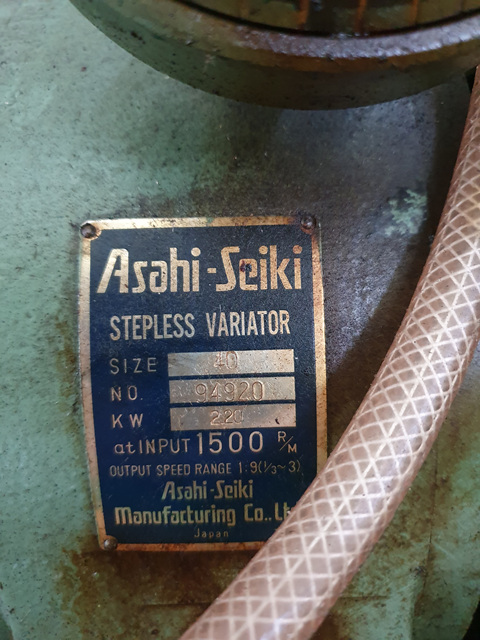 Asahi-Seiki
STEPLESS VARIATOR
SIZE 40
NO. 94920
KW 2.20
at INPUT 1500 R/M
OUTPUT SPEED RANGE 1:9(1/3~3)
Asahi-Seiki
Manufacturing Co., Lt
Japan